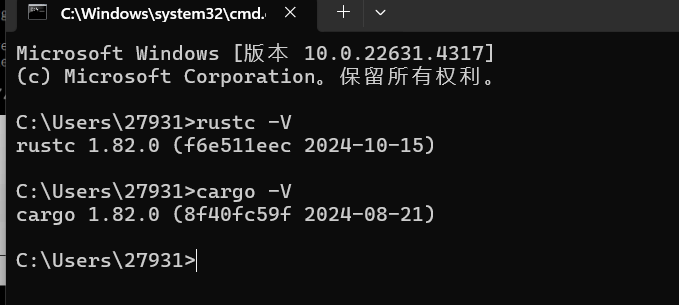 C:\Windows\system32\cmd.
Microsoft Windows [版本 10.0.22631.4317]
(c) Microsoft Corporation。保留所有权利。
C:\Users\27931>rustc -V
rustc 1.82.0 (f6e511eec 2024-10-15)
C:\Users\27931>cargo -V
cargo 1.82.0 (8f40fc59f 2024-08-21)
C:\Users\27931>